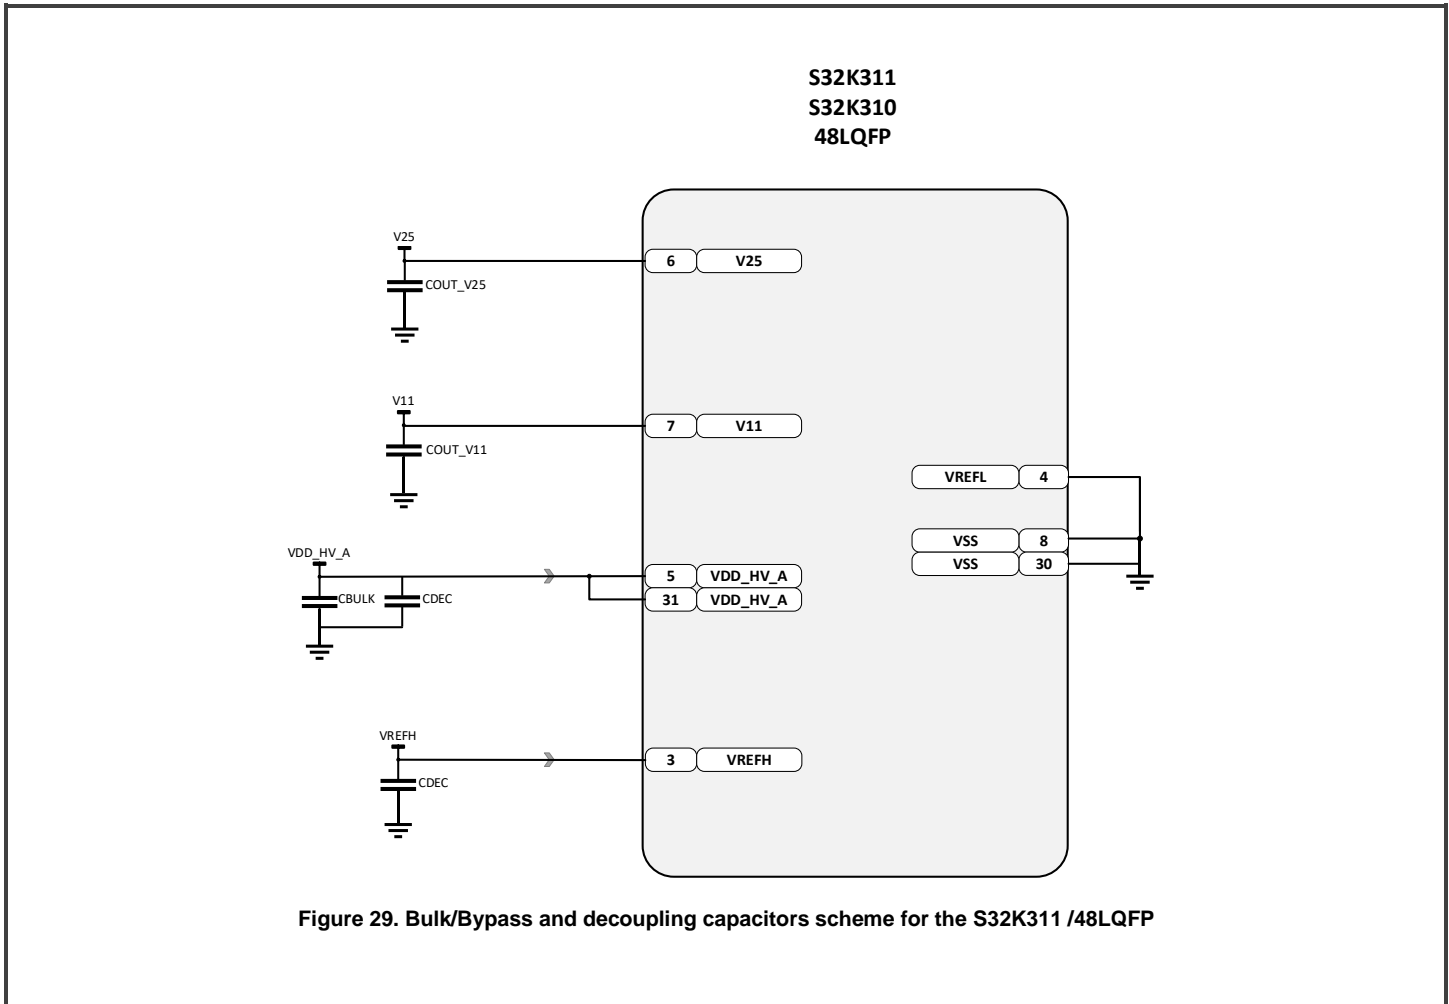 S32K311
S32K310
48LQFP
V25
COUT_V25
6 V25
V11
COUT_V11
7 V11
VREFL 4
VSS 8
VSS 30
VDD_HV_A
CBULK
CDEC
5 VDD_HV_A
31 VDD_HV_A
VREFH
CDEC
3 VREFH
Figure 29. Bulk/Bypass and decoupling capacitors scheme for the S32K311 /48LQFP